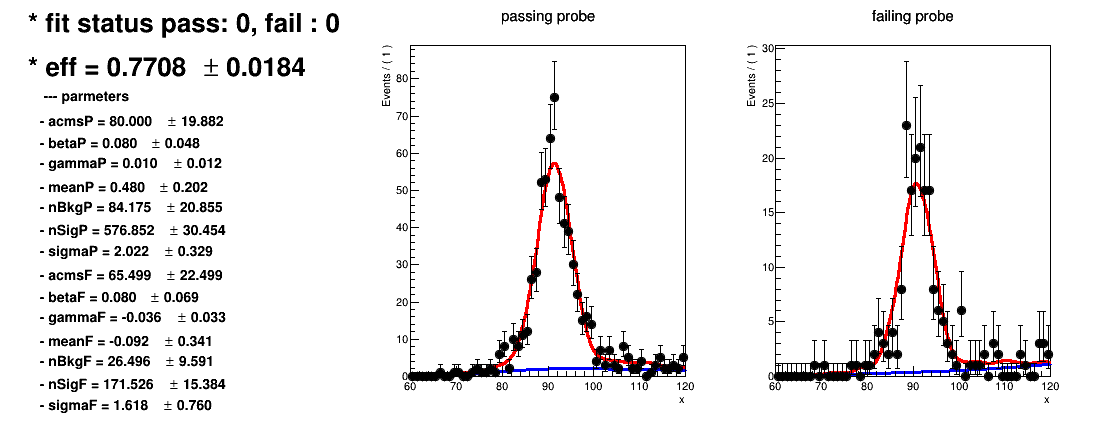 * fit status pass: 0, fail : 0
* eff = 0.7708 ± 0.0184
--- parmeters
- acmsP = 80.000 ± 19.882
- betaP = 0.080 ± 0.048
- gammaP = 0.010 ± 0.012
- meanP = 0.480 ± 0.202
- nBkgP = 84.175 ± 20.855
- nSigP = 576.852 ± 30.454
- sigmaP = 2.022 ± 0.329
- acmsF = 65.499 ± 22.499
- betaF = 0.080 ± 0.069
- gammaF = -0.036 ± 0.033
- meanF = -0.092 ± 0.341
- nBkgF = 26.496 ± 9.591
- nSigF = 171.526 ± 15.384
- sigmaF = 1.618 ± 0.760
passing probe
Events / ( 1 )
80
70
60
50
40
30
20
10
0
60 70 80 90 100 110 120
x
failing probe
Events / ( 1 )
30
25
20
15
10
5
0
60 70 80 90 100 110 120
x